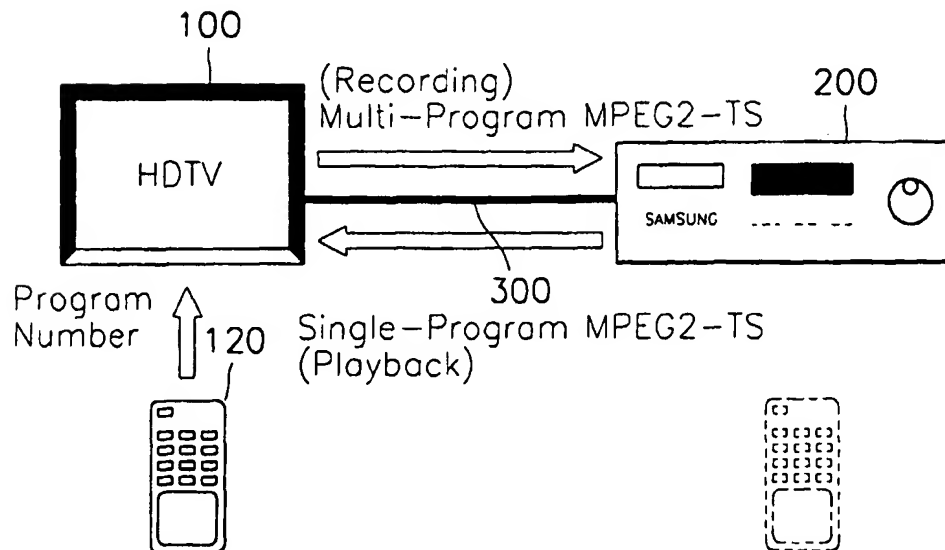 100
(Recording)
Multi-Program MPEG2-TS
200
HDTV
SAMSUNG
300
Program
Number
120
Single-Program MPEG2-TS
(Playback)